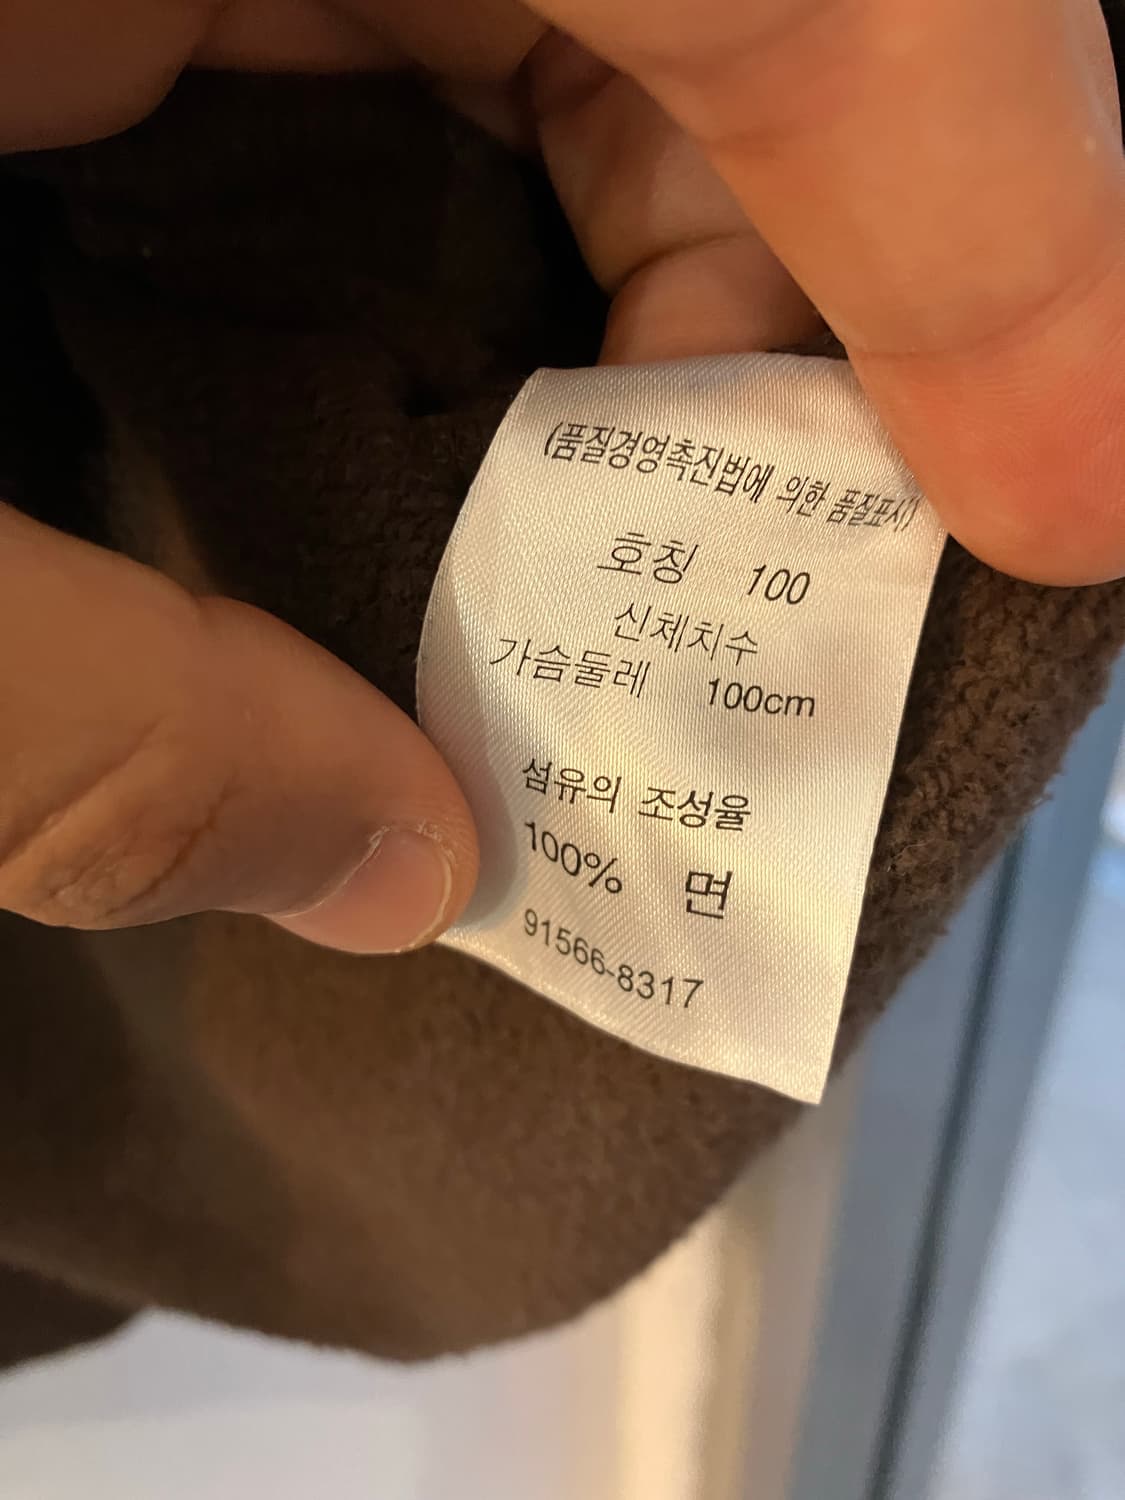 (품질경영촉진법에 의한 품질표시)
호칭 100
신체치수
가슴둘레 100cm
섬유의 조성율
100% 면
91566-8317